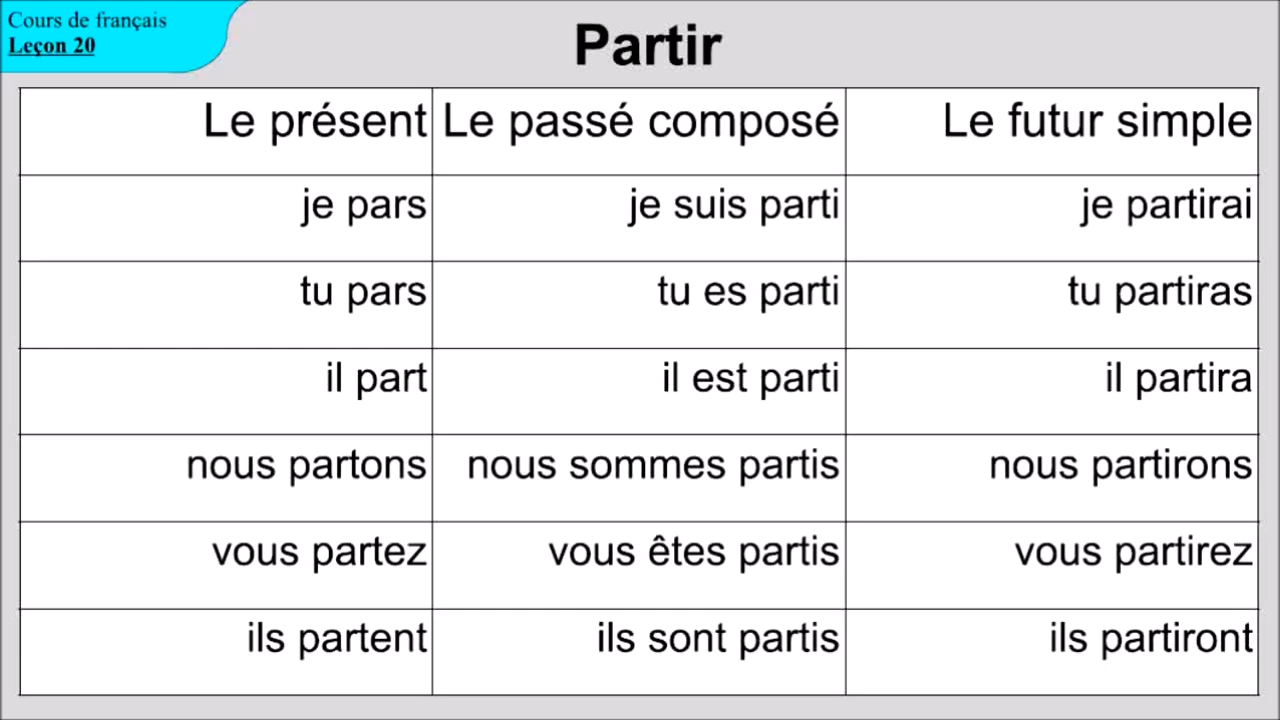 Cours de français
Leçon 20
Partir
Le présent Le passé composé Le futur simple
je pars je suis parti je partirai
tu pars tu es parti tu partiras
il part il est parti il partira
nous partons nous sommes partis nous partirons
vous partez vous êtes partis vous partirez
ils partent ils sont partis ils partiront